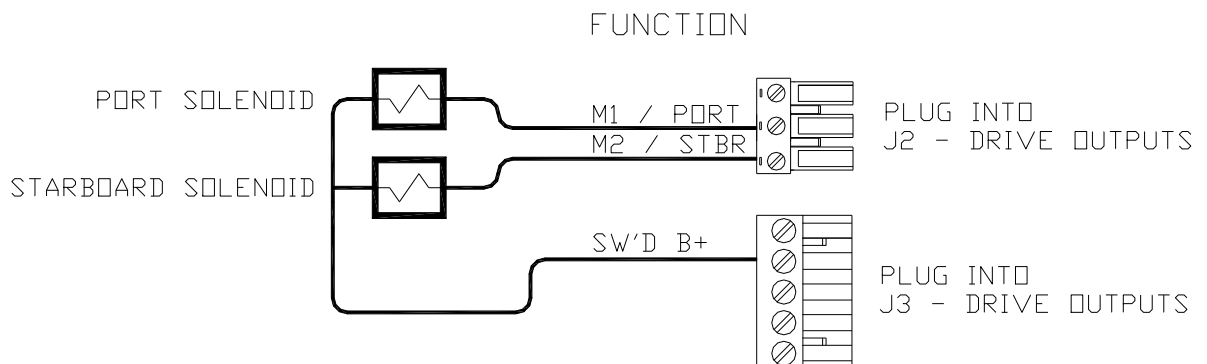 FUNCTION
PORT SOLENOID
M1 / PORT
PLUG INTO
J2 - DRIVE OUTPUTS
M2 / STBR
STARBOARD SOLENOID
SW'D B+
PLUG INTO
J3 - DRIVE OUTPUTS